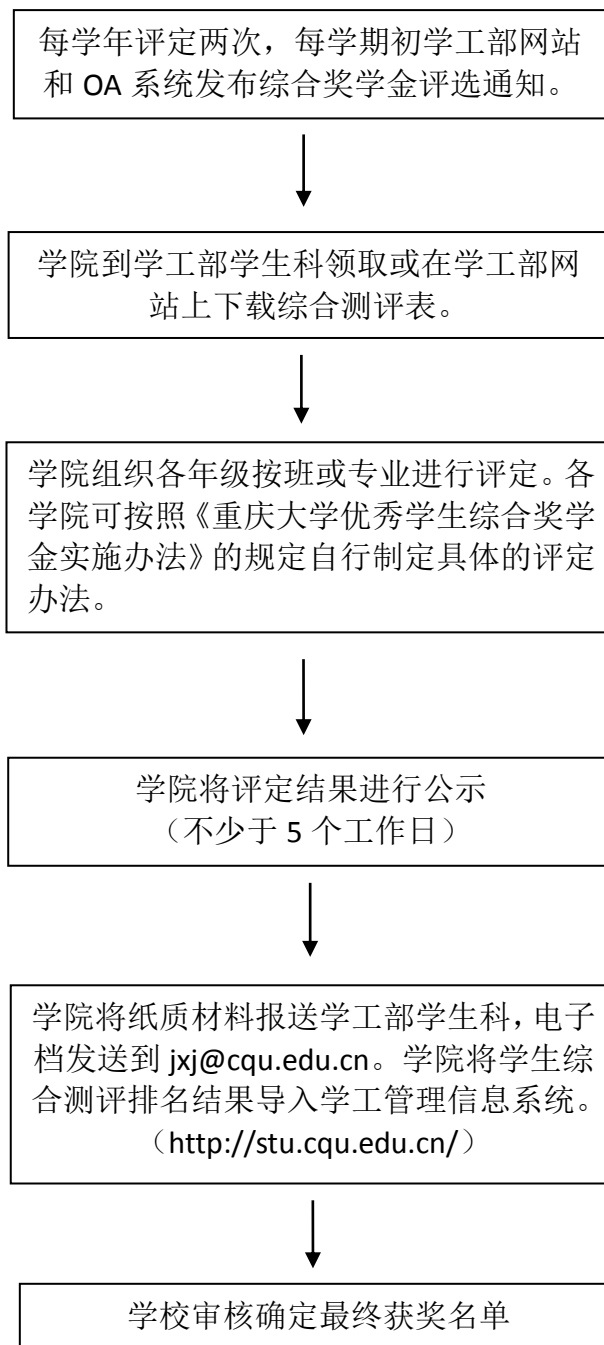 每学年评定两次，每学期初学工部网站
和 OA 系统发布综合奖学金评选通知。
学院到学工部学生科领取或在学工部网
站上下载综合测评表。
学院组织各年级按班或专业进行评定。各
学院可按照《重庆大学优秀学生综合奖学
金实施办法》的规定自行制定具体的评定
办法。
学院将评定结果进行公示
（不少于 5 个工作日）
学院将纸质材料报送学工部学生科，电子
档发送到 jxj@cqu.edu.cn。学院将学生综
合测评排名结果导入学工管理信息系统。
（http://stu.cqu.edu.cn/）
学校审核确定最终获奖名单